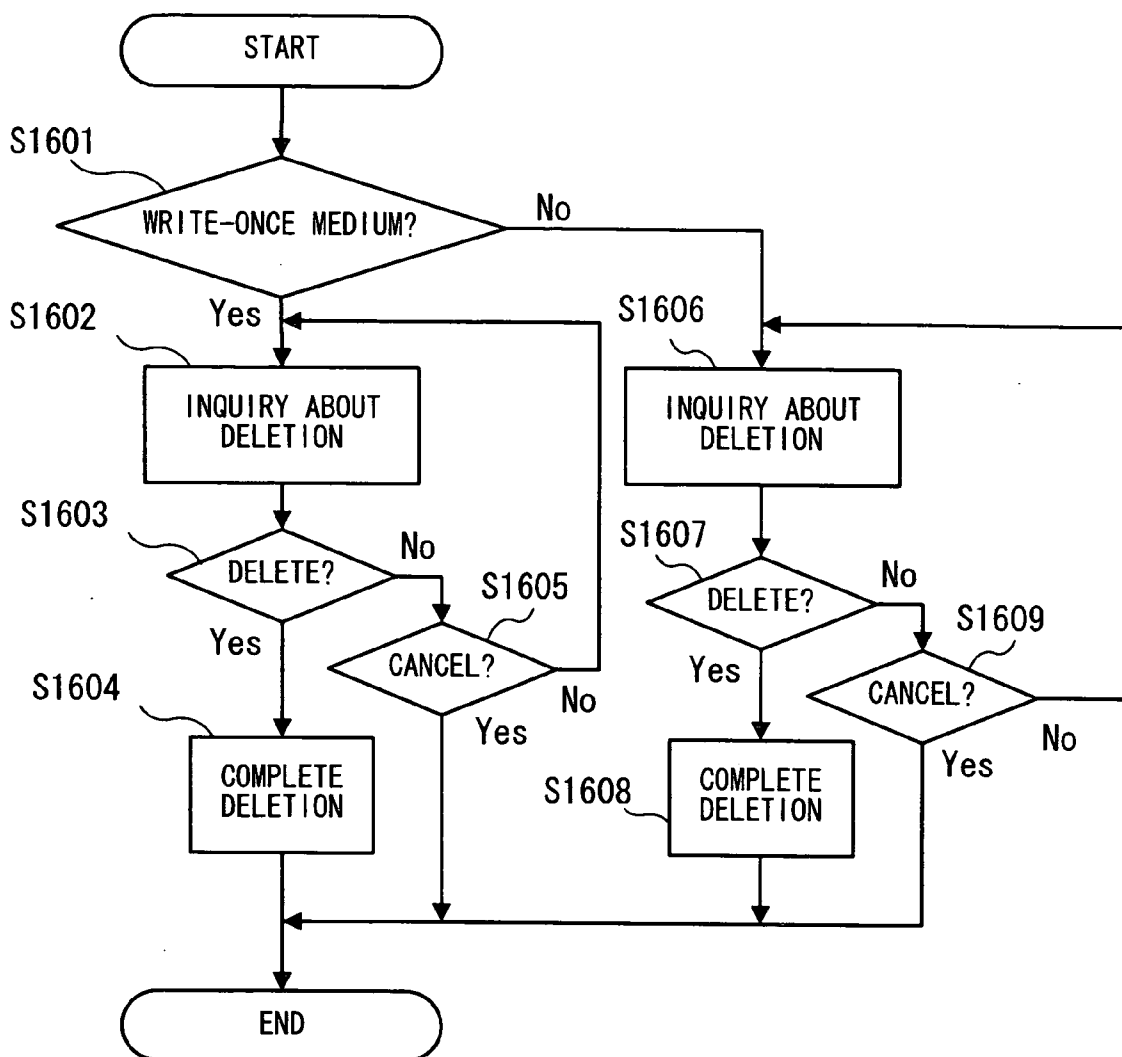 START
S1601
WRITE-ONCE MEDIUM?
No
Yes
S1602
S1606
INQUIRY ABOUT
DELETION
INQUIRY ABOUT
DELETION
S1603
S1607
DELETE?
No
S1605
DELETE?
No
S1609
Yes
CANCEL?
No
Yes
CANCEL?
No
S1604
Yes
Yes
COMPLETE
DELETION
S1608
COMPLETE
DELETION
END